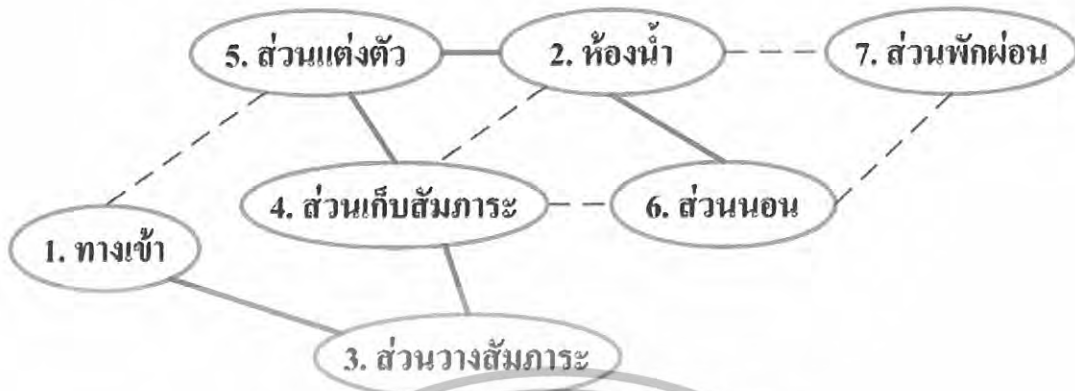 5. ส่วนแต่งตัว
2. ห้องน้ำ
7. ส่วนพักผ่อน
4. ส่วนเก็บสัมภาระ
6. ส่วนนอน
1. ทางเข้า
3. ส่วนวางสัมภาระ